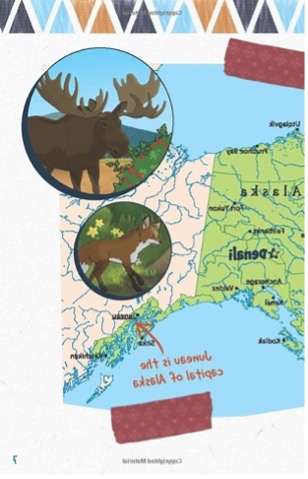 Copyrighted Material
Utqiagvik
Prudhoe Bay
Alaska
Fort Yukon
Fairbanks
Denali
Anchorage
Valdez
Kenai
Juneau
Sitka
Kodiak
Ketchikan
Juneau is the
capital of Alaska
Copyrighted Material
7